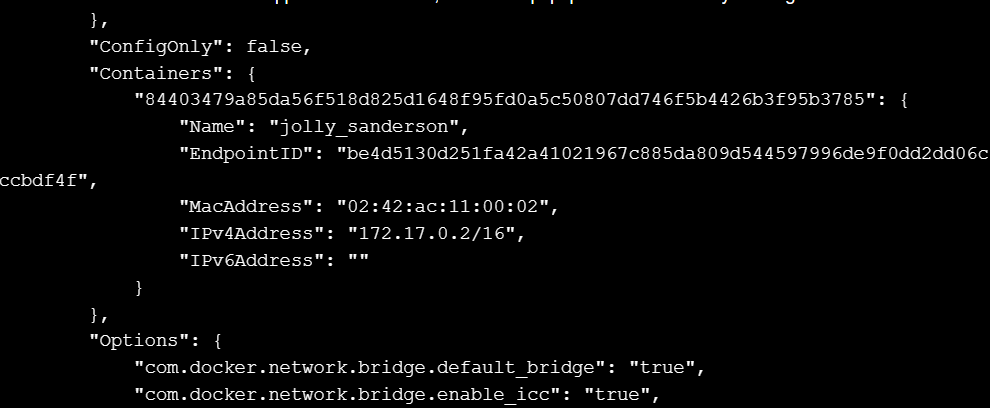 },
"ConfigOnly": false,
"Containers": {
"84403479a85da56f518d825d1648f95fd0a5c50807dd746f5b4426b3f95b3785": {
"Name": "jolly_sanderson",
"EndpointID": "be4d5130d251fa42a41021967c885da809d544597996de9f0dd2dd06c
ccbdf4f",
"MacAddress": "02:42:ac:11:00:02",
"IPv4Address": "172.17.0.2/16",
"IPv6Address": ""
}
},
"Options": {
"com.docker.network.bridge.default_bridge": "true",
"com.docker.network.bridge.enable_icc": "true",